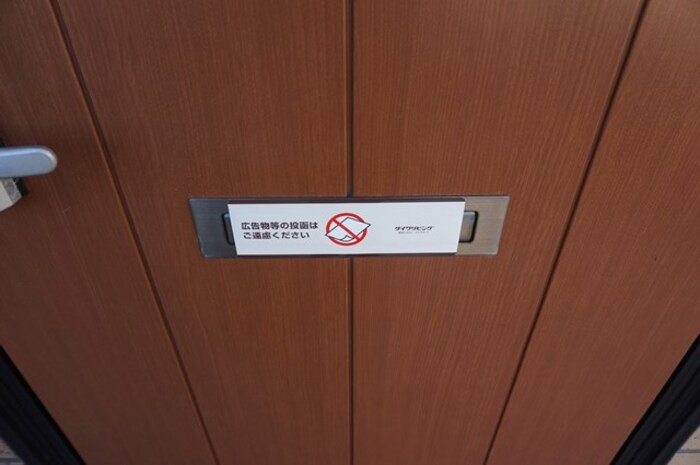 広告物等の投函は
ご遠慮ください
ダイワリビング